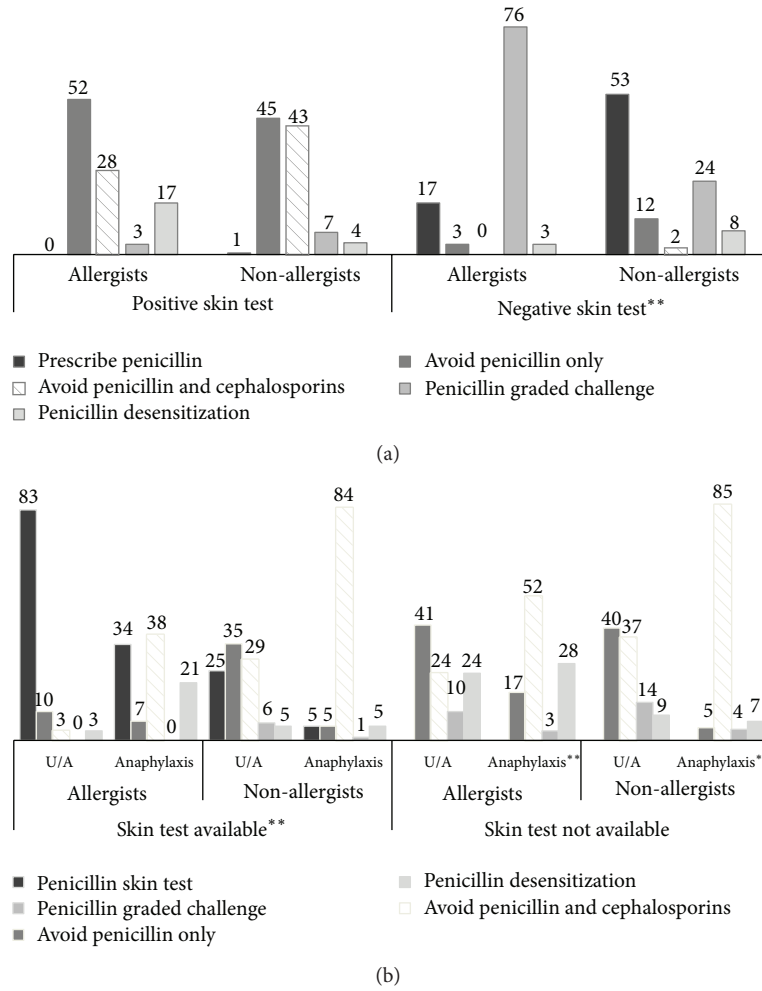 76
52
45
43
53
28
17
17
24
12
0
3
1
7
4
3
0
3
2
8
Allergists
Non-allergists
Allergists
Non-allergists
Positive skin test
Negative skin test**
Prescribe penicillin
Avoid penicillin only
Avoid penicillin and cephalosporins
Penicillin graded challenge
Penicillin desensitization
(a)
83
84
85
34
38
52
35
29
41
40
37
25
21
24
24
28
10
7
10
17
14
9
3
0
3
0
6
5
5
5
1
5
3
5
4
7
U/A
Anaphylaxis
U/A
Anaphylaxis
U/A
Anaphylaxis**
U/A
Anaphylaxis*
Allergists
Non-allergists
Allergists
Non-allergists
Skin test available**
Skin test not available
Penicillin skin test
Penicillin desensitization
Penicillin graded challenge
Avoid penicillin and cephalosporins
Avoid penicillin only
(b)